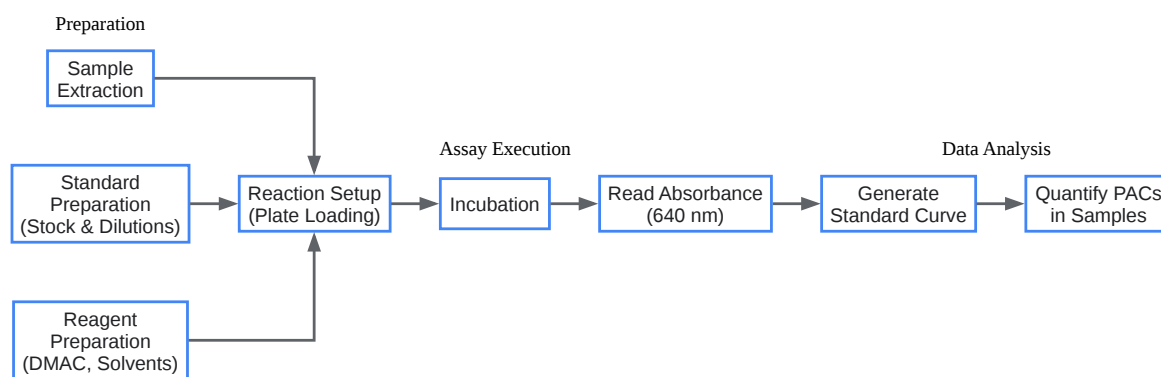 Preparation
Sample
Extraction
Assay Execution
Data Analysis
Standard
Preparation
(Stock & Dilutions)
Reaction Setup
(Plate Loading)
Incubation
Read Absorbance
(640 nm)
Generate
Standard Curve
Quantify PACs
in Samples
Reagent
Preparation
(DMAC, Solvents)